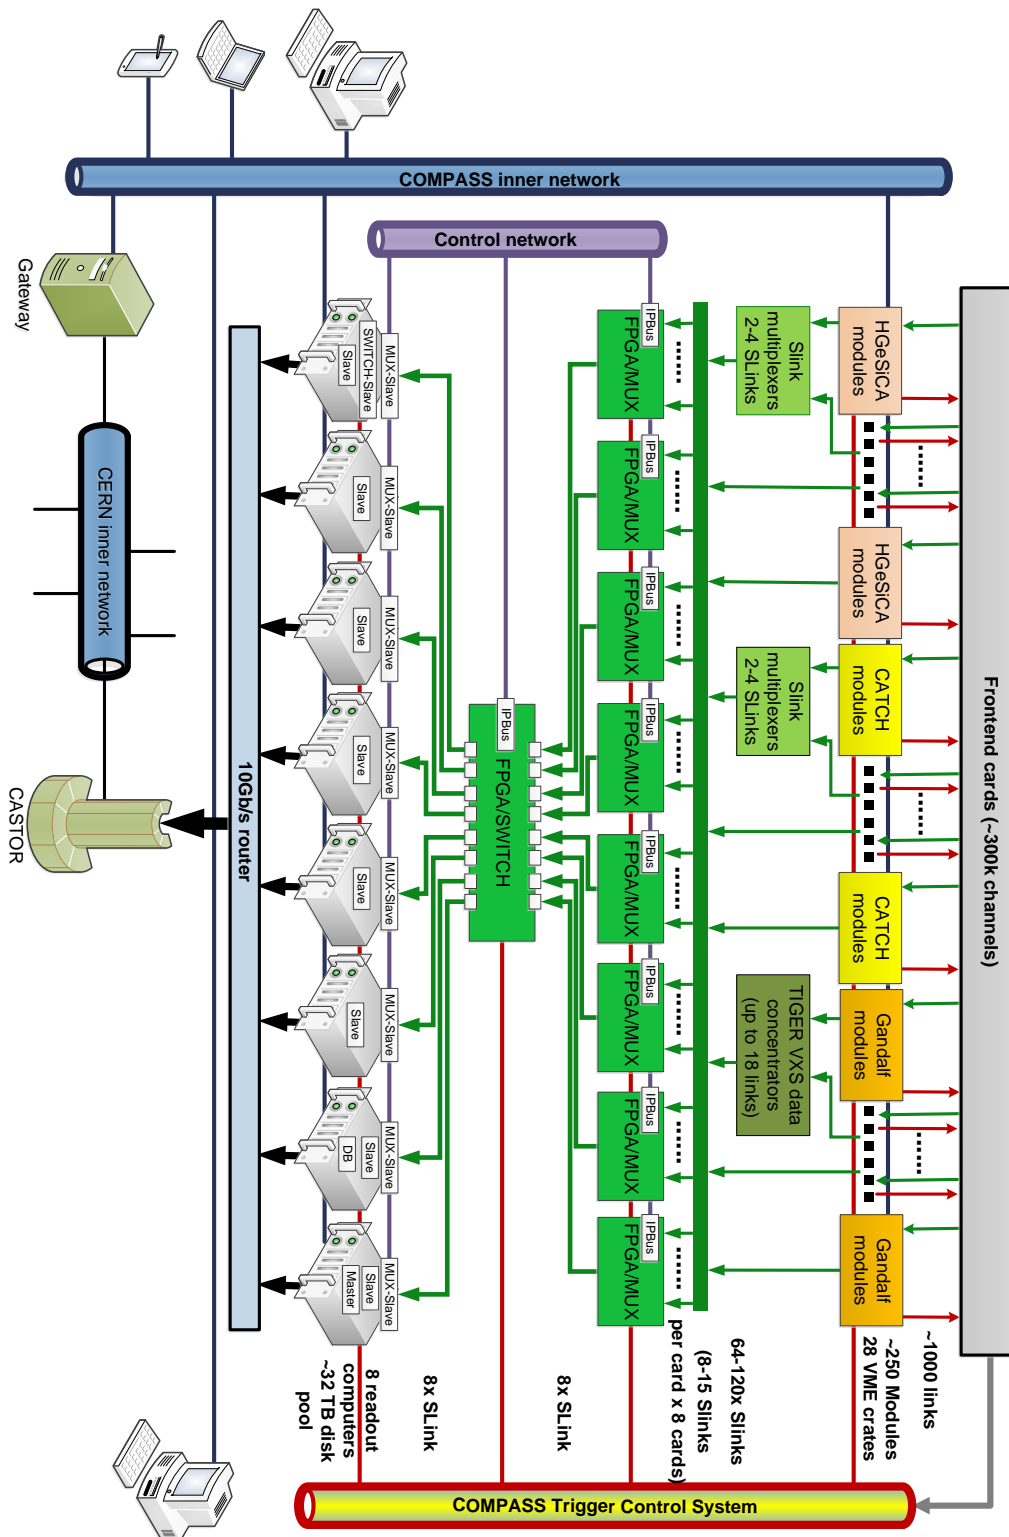 Frontend cards (~300k channels)
~1000 links
HGeSiCA
modules
HGeSiCA
modules
CATCH
modules
CATCH
modules
Gandalf
modules
Gandalf
modules
~250 Modules
28 VME crates
Slink
multiplexers
2-4 SLinks
Slink
multiplexers
2-4 SLinks
TIGER VXS data
concentrators
(up to 18 links)
64-120x Slinks
(8-15 Slinks
per card x 8 cards)
IPBus
FPGA/MUX
IPBus
FPGA/MUX
IPBus
FPGA/MUX
IPBus
FPGA/MUX
IPBus
FPGA/MUX
IPBus
FPGA/MUX
IPBus
FPGA/MUX
IPBus
FPGA/MUX
8x SLink
IPBus
FPGA/SWITCH
8x SLink
MUX-Slave
SWITCH-Slave
Slave
MUX-Slave
Slave
MUX-Slave
Slave
MUX-Slave
Slave
MUX-Slave
Slave
MUX-Slave
Slave
MUX-Slave
Slave
DB
MUX-Slave
Slave
Master
8 readout
computers
~32 TB disk
pool
10Gb/s router
COMPASS inner network
Control network
COMPASS Trigger Control System
Gateway
CERN inner
network
CASTOR